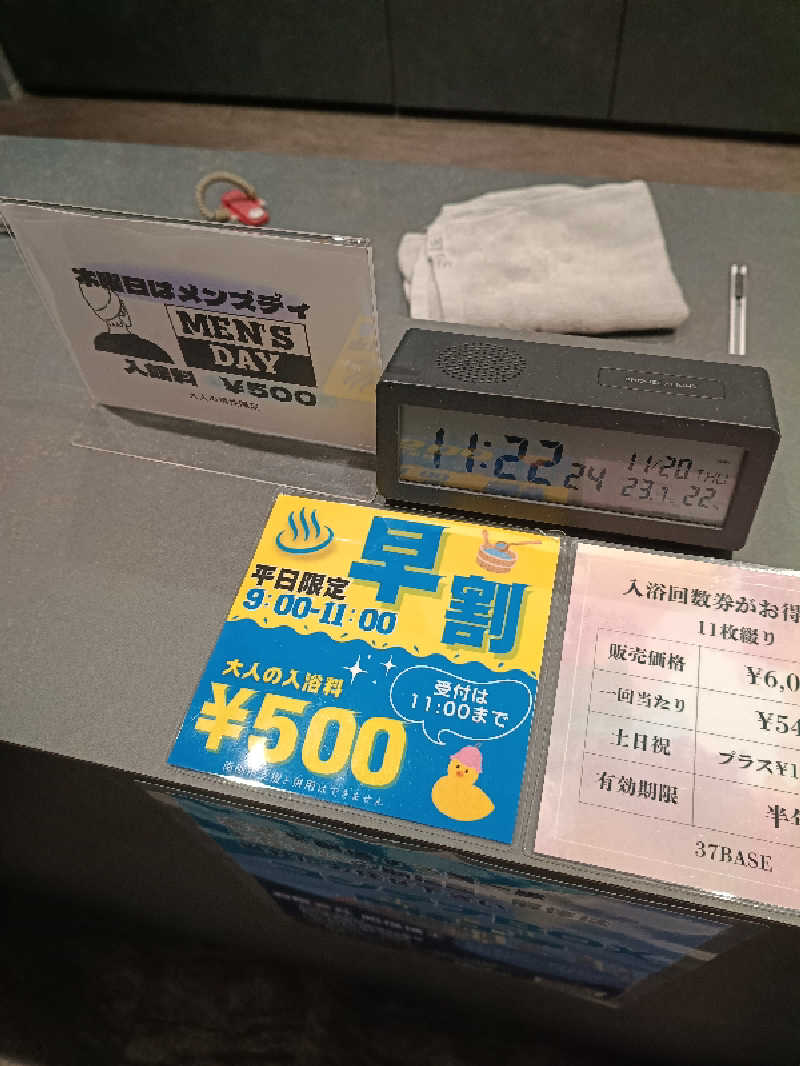 木曜日はメンズデイ
MEN'S
DAY
入館料 ¥500
11:22 24
11/20 THU
23.1 22
平日限定
早割
9:00-11:00
大人の入浴料
¥500
受付は
11:00まで
入浴回数券がお得
11枚綴り
販売価格 ¥6,0
一回当たり ¥54
土日祝 プラス¥1
有効期限 半年
37BASE